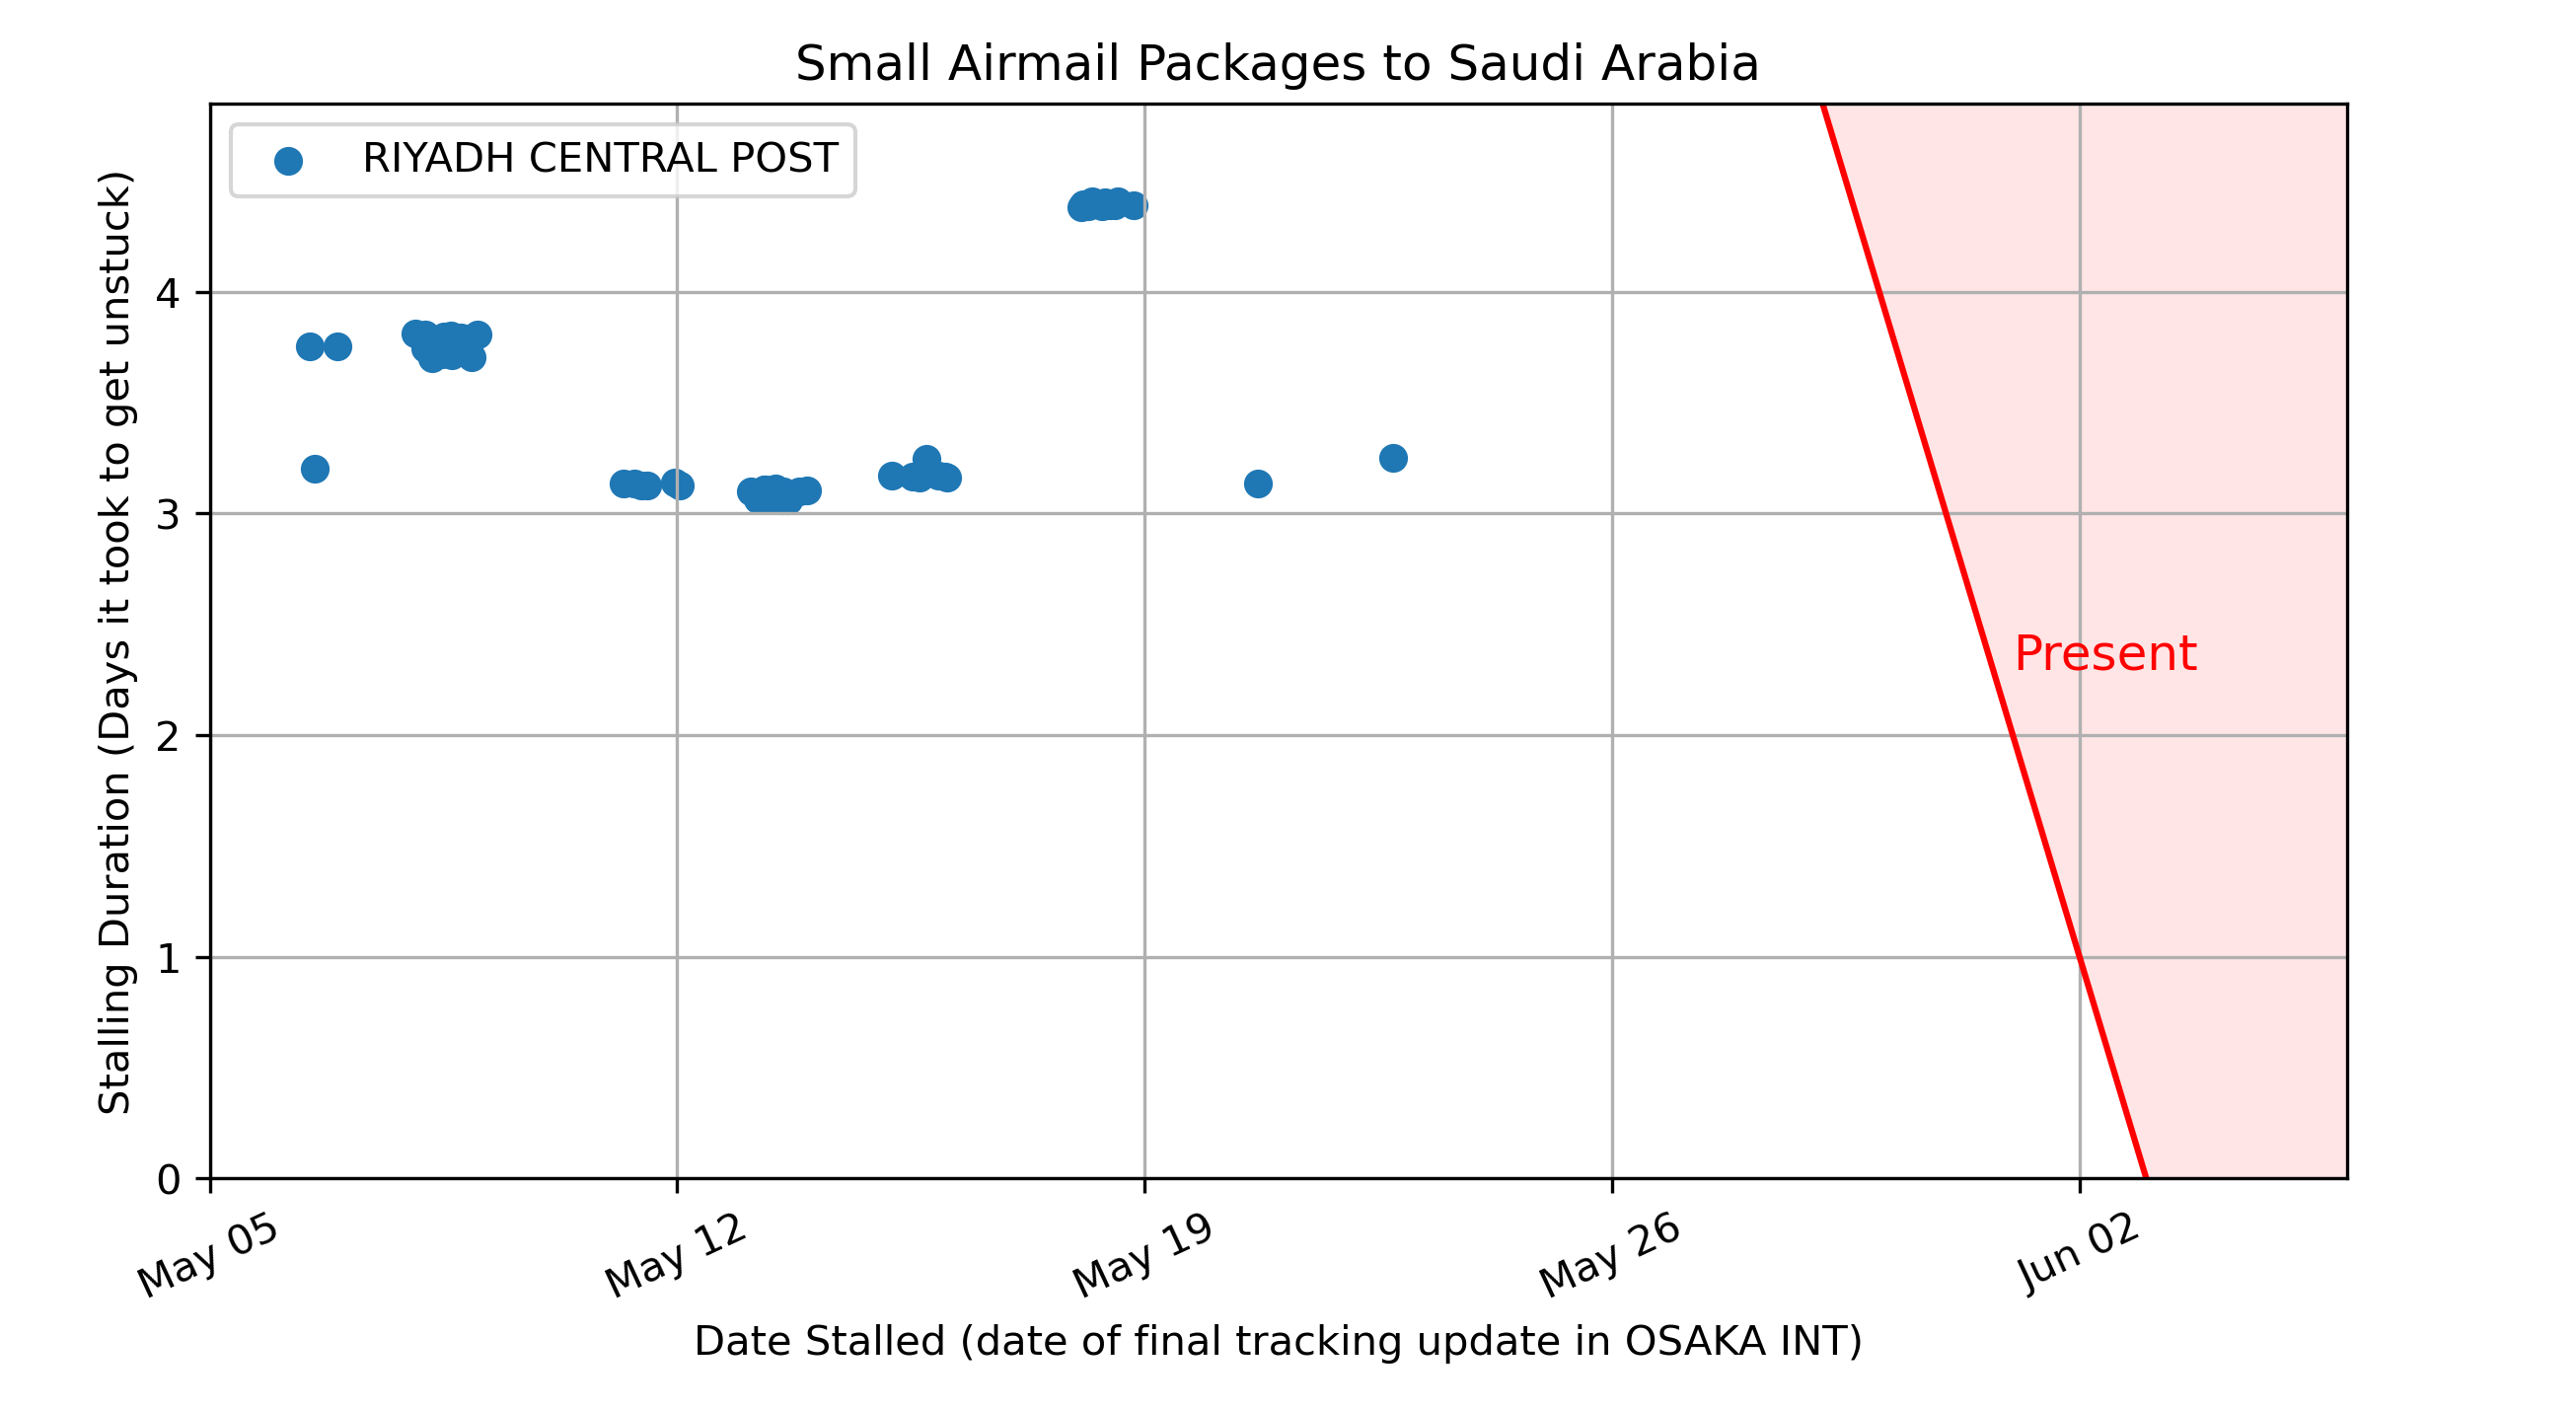 Small Airmail Packages to Saudi Arabia
RIYADH CENTRAL POST
Stalling Duration (Days it took to get unstuck)
4
3
2
1
0
Present
May 05
May 12
May 19
May 26
Jun 02
Date Stalled (date of final tracking update in OSAKA INT)